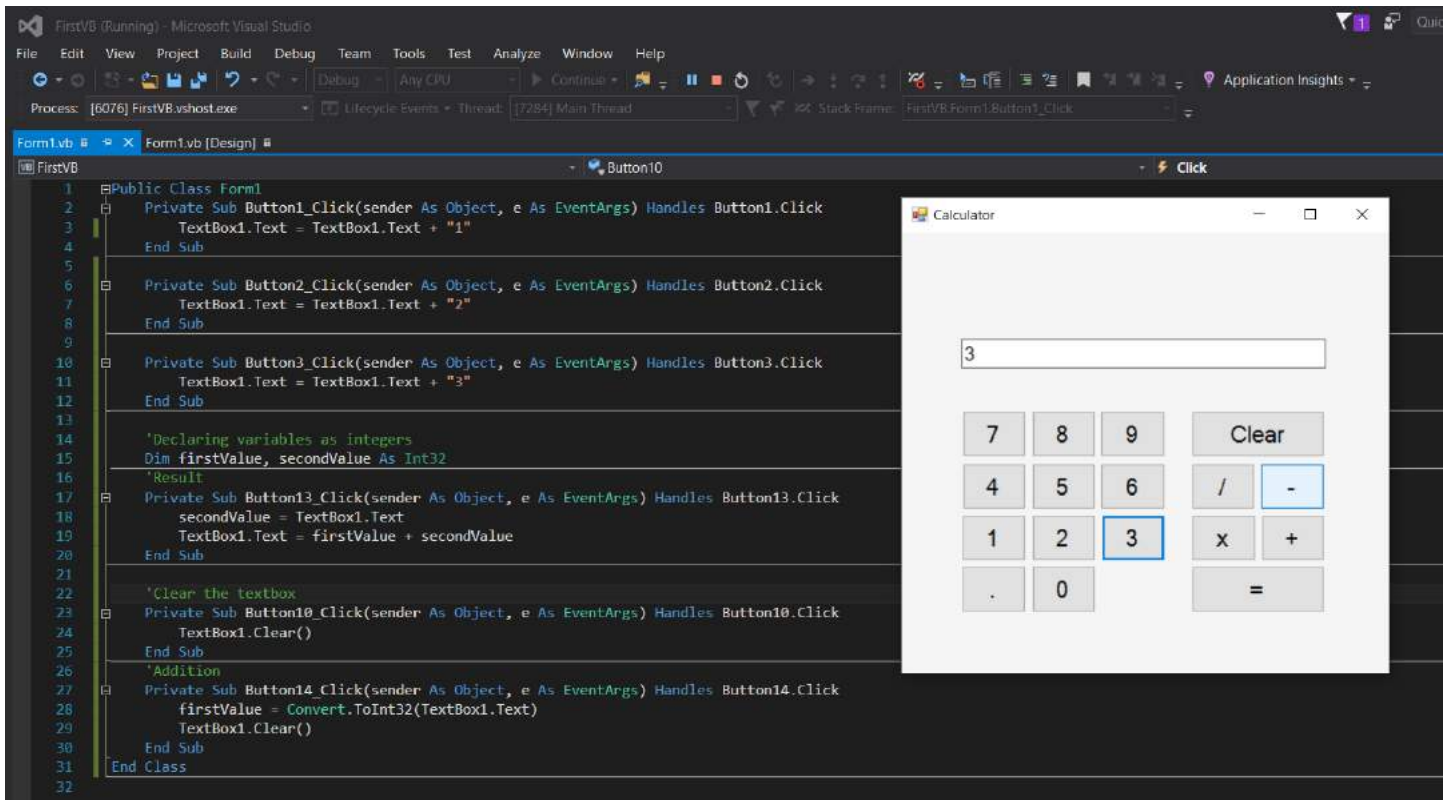 FirstVB (Running) - Microsoft Visual Studio
1
Quic
File Edit View Project Build Debug Team Tools Test Analyze Window Help
Debug Any CPU Continue Application Insights
Process: [6076] FirstVB.vshost.exe Lifecycle Events Thread: [7284] Main Thread Stack Frame: FirstVB.Form1.Button1_Click
Form1.vb Form1.vb [Design]
FirstVB Button10 Click
1 Public Class Form1
2 Private Sub Button1_Click(sender As Object, e As EventArgs) Handles Button1.Click
3 TextBox1.Text = TextBox1.Text + "1"
4 End Sub
5
6 Private Sub Button2_Click(sender As Object, e As EventArgs) Handles Button2.Click
7 TextBox1.Text = TextBox1.Text + "2"
8 End Sub
9
10 Private Sub Button3_Click(sender As Object, e As EventArgs) Handles Button3.Click
11 TextBox1.Text = TextBox1.Text + "3"
12 End Sub
13
14 'Declaring variables as integers
15 Dim firstValue, secondValue As Int32
16 'Result
17 Private Sub Button13_Click(sender As Object, e As EventArgs) Handles Button13.Click
18 secondValue = TextBox1.Text
19 TextBox1.Text = firstValue + secondValue
20 End Sub
21
22 'Clear the textbox
23 Private Sub Button10_Click(sender As Object, e As EventArgs) Handles Button10.Click
24 TextBox1.Clear()
25 End Sub
26 'Addition
27 Private Sub Button14_Click(sender As Object, e As EventArgs) Handles Button14.Click
28 firstValue = Convert.ToInt32(TextBox1.Text)
29 TextBox1.Clear()
30 End Sub
31 End Class
32
Calculator
3
7 8 9 Clear
4 5 6 / -
1 2 3 x +
. 0 =